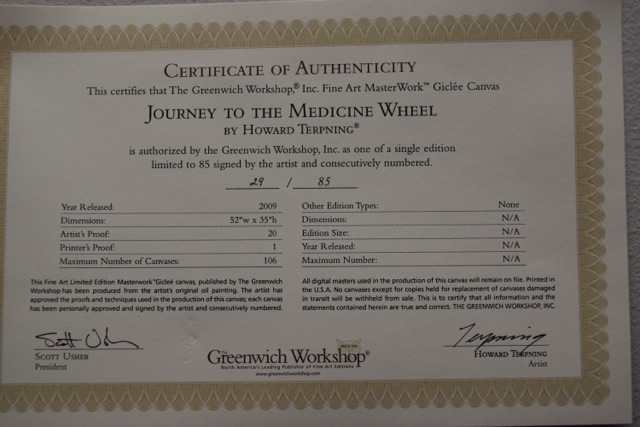 CERTIFICATE OF AUTHENTICITY
This certifies that The Greenwich Workshop,® Inc. Fine Art MasterWork™ Giclée Canvas
JOURNEY TO THE MEDICINE WHEEL
BY HOWARD TERPNING®
is authorized by the Greenwich Workshop, Inc. as one of a single edition
limited to 85 signed by the artist and consecutively numbered.
29 / 85
Year Released: 2009
Dimensions: 52"w x 35"h
Artist's Proof: 20
Printer's Proof: 1
Maximum Number of Canvases: 106
Other Edition Types: None
Dimensions: N/A
Edition Size: N/A
Year Released: N/A
Maximum Number: N/A
This Fine Art Limited Edition Masterwork™Gicleé canvas, published by The Greenwich
Workshop has been produced from the artist's original oil painting. The artist has
approved the proofs and techniques used in the production of this canvas; each canvas
has been personally approved and signed by the artist and consecutively numbered.
All digital masters used in the production of this canvas will remain on file. Printed in
the U.S.A. No canvases except for copies held for replacement of canvases damaged
in transit will be withheld from sale. This is to certify that all information and the
statements contained herein are true and correct. THE GREENWICH WORKSHOP, INC.
Scott Usher
SCOTT USHER
President
The Greenwich Workshop®
North America's Leading Publisher of Fine Art Editions
www.greenwichworkshop.com
Terpning
HOWARD TERPNING
Artist